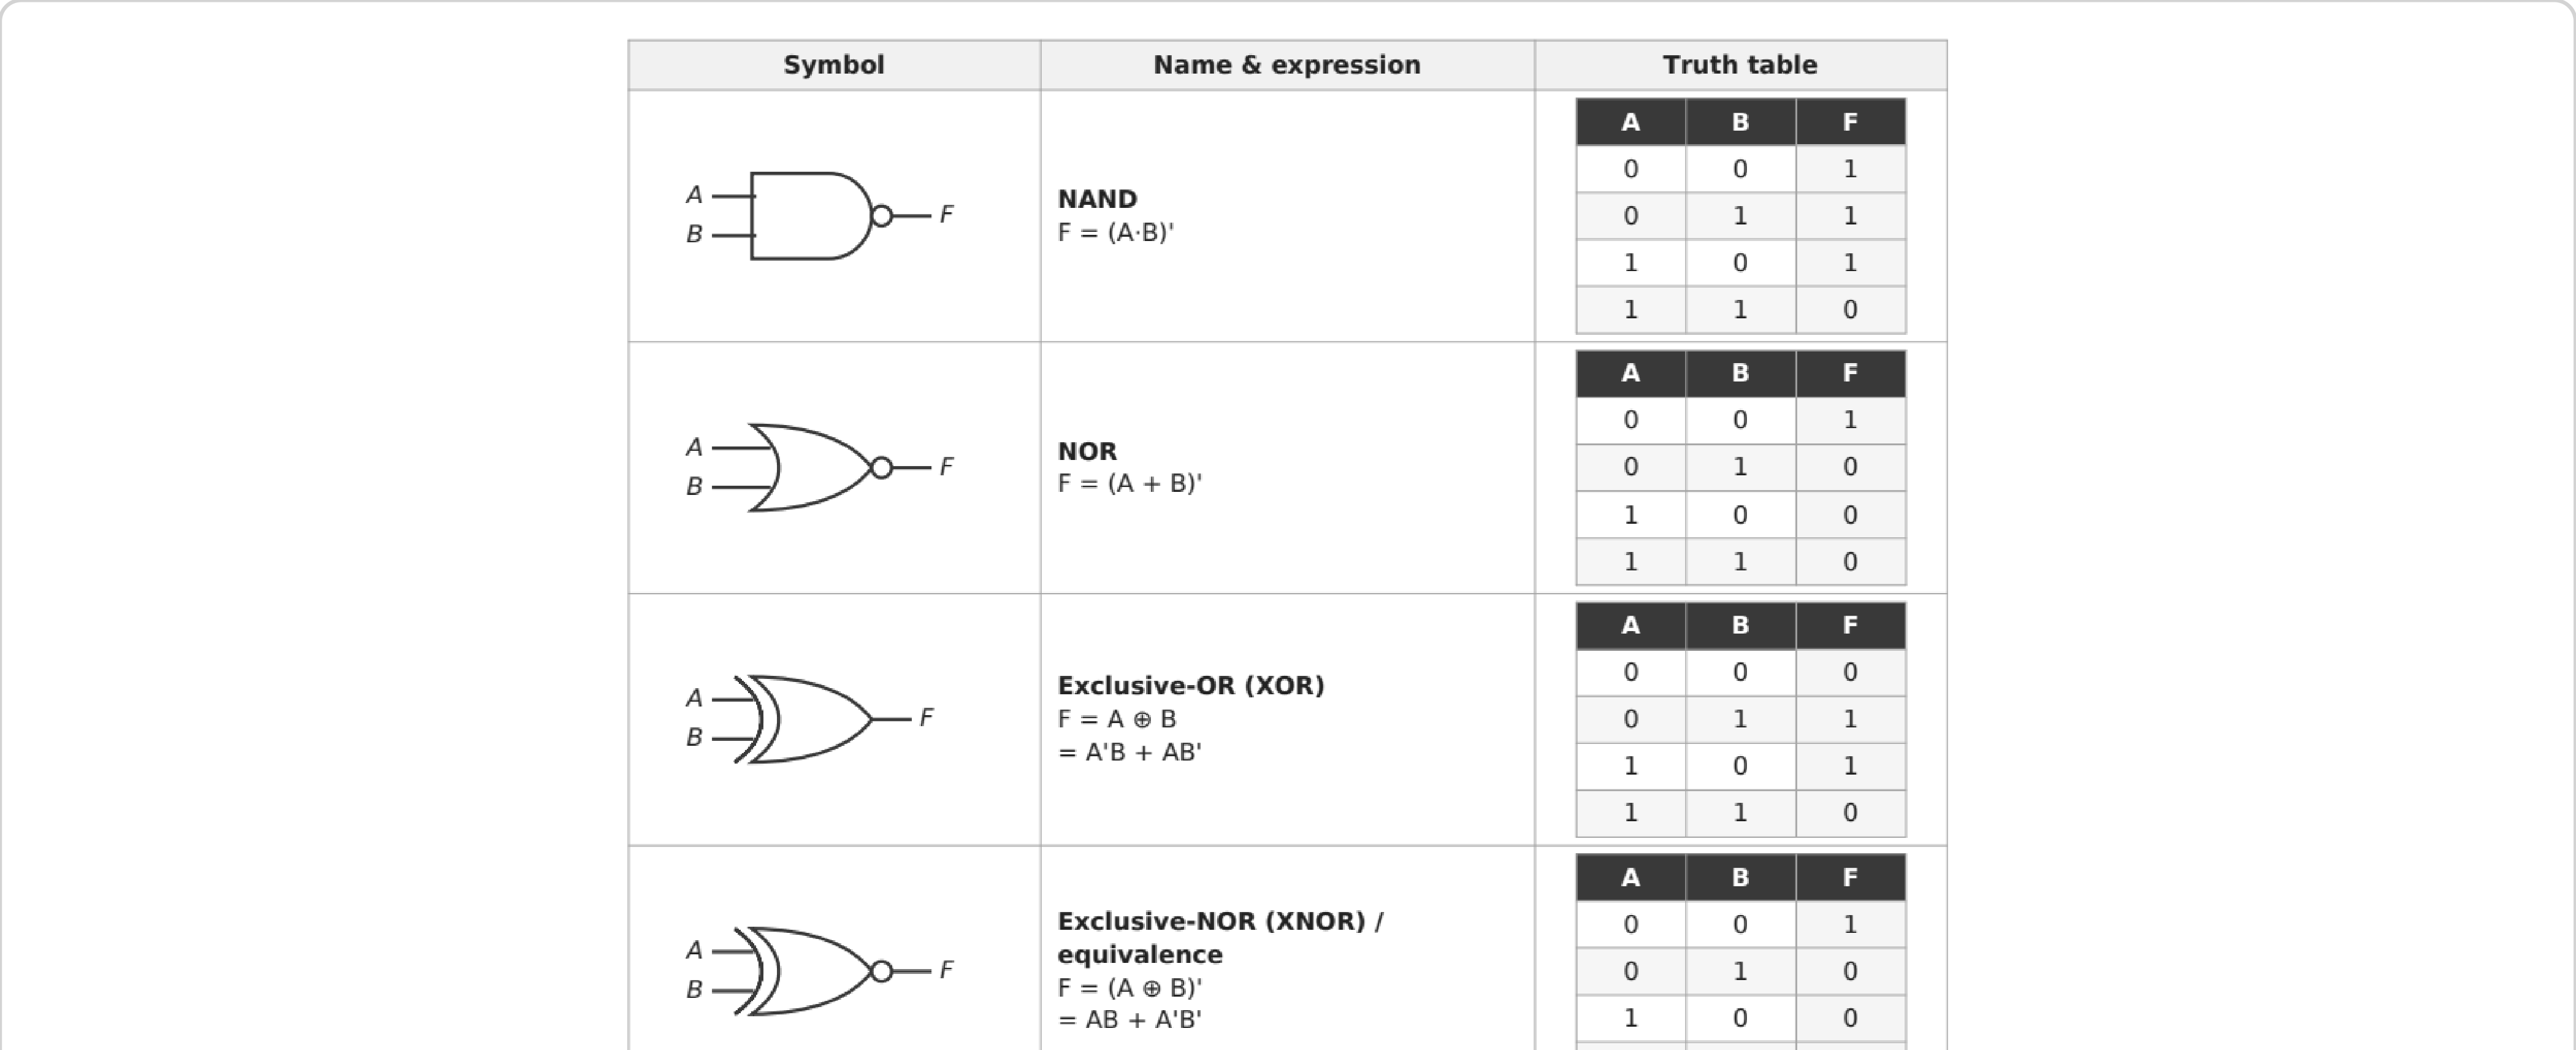 Symbol Name & expression Truth table
A B F
A
B
F
NAND
F = (A·B)'
0 0 1
0 1 1
1 0 1
1 1 0
A B F
A
B
F
NOR
F = (A + B)'
0 0 1
0 1 0
1 0 0
1 1 0
A B F
A
B
F
Exclusive-OR (XOR)
F = A ⊕ B
= A'B + AB'
0 0 0
0 1 1
1 0 1
1 1 0
A B F
A
B
F
Exclusive-NOR (XNOR) /
equivalence
F = (A ⊕ B)'
= AB + A'B'
0 0 1
0 1 0
1 0 0